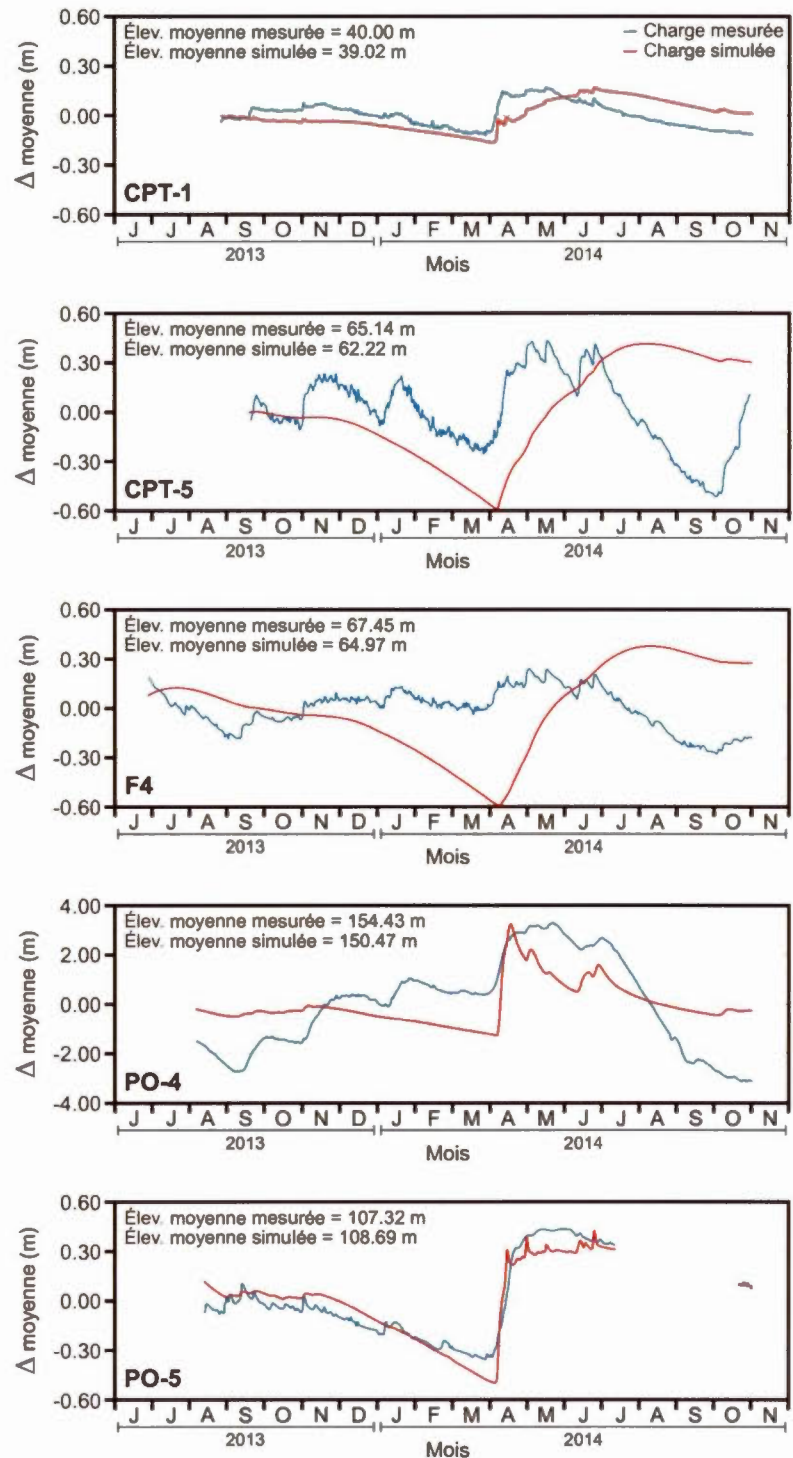 0.60
0.30
0.00
-0.30
-0.60
Δ moyenne (m)
Élev. moyenne mesurée = 40.00 m
Élev. moyenne simulée = 39.02 m
Charge mesurée
Charge simulée
CPT-1
J J A S O N D J F M A M J J A S O N
2013 2014
Mois
0.60
0.30
0.00
-0.30
-0.60
Δ moyenne (m)
Élev. moyenne mesurée = 65.14 m
Élev. moyenne simulée = 62.22 m
CPT-5
J J A S O N D J F M A M J J A S O N
2013 2014
Mois
0.60
0.30
0.00
-0.30
-0.60
Δ moyenne (m)
Élev. moyenne mesurée = 67.45 m
Élev. moyenne simulée = 64.97 m
F4
J J A S O N D J F M A M J J A S O N
2013 2014
Mois
4.00
2.00
0.00
-2.00
-4.00
Δ moyenne (m)
Élev. moyenne mesurée = 154.43 m
Élev. moyenne simulée = 150.47 m
PO-4
J J A S O N D J F M A M J J A S O N
2013 2014
Mois
0.60
0.30
0.00
-0.30
-0.60
Δ moyenne (m)
Élev. moyenne mesurée = 107.32 m
Élev. moyenne simulée = 108.69 m
PO-5
J J A S O N D J F M A M J J A S O N
2013 2014
Mois